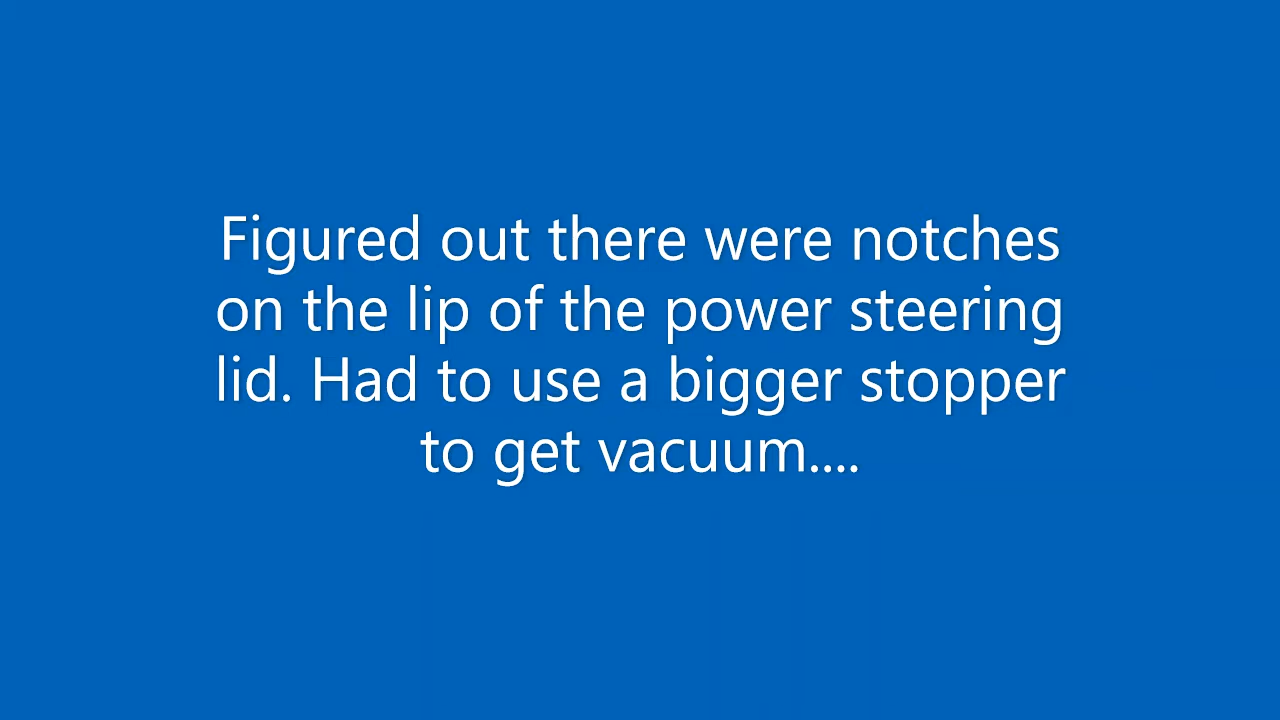 Figured out there were notches
on the lip of the power steering
lid. Had to use a bigger stopper
to get vacuum....